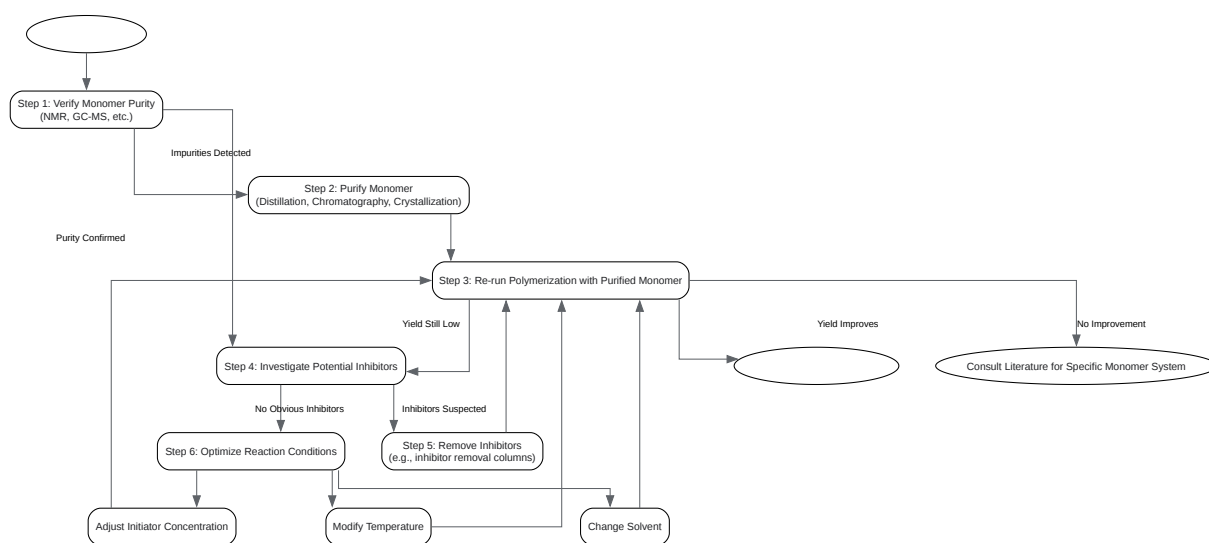 Step 1: Verify Monomer Purity
(NMR, GC-MS, etc.)
Impurities Detected
Step 2: Purify Monomer
(Distillation, Chromatography, Crystallization)
Purity Confirmed
Step 3: Re-run Polymerization with Purified Monomer
Yield Still Low
Yield Improves
No Improvement
Step 4: Investigate Potential Inhibitors
Consult Literature for Specific Monomer System
No Obvious Inhibitors
Inhibitors Suspected
Step 6: Optimize Reaction Conditions
Step 5: Remove Inhibitors
(e.g., inhibitor removal columns)
Adjust Initiator Concentration
Modify Temperature
Change Solvent